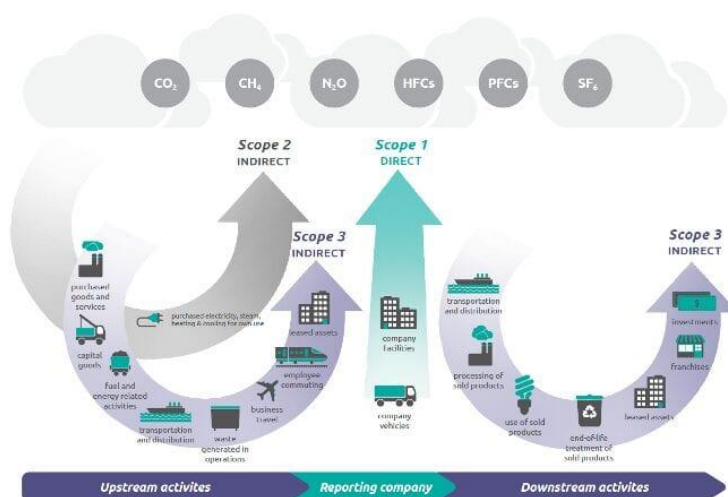 CO₂
CH₄
N₂O
HFCs
PFCs
SF₆
Scope 2
INDIRECT
Scope 1
DIRECT
Scope 3
INDIRECT
Scope 3
INDIRECT
purchased
goods and
services
capital
goods
fuel and
energy related
activities
purchased electricity, steam,
heating & cooling for own use
transportation
and distribution
waste
generated in
operations
business
travel
employee
commuting
leased assets
company
facilities
company
vehicles
transportation
and distribution
processing of
sold products
use of sold
products
end-of-life
treatment of
sold products
leased assets
franchises
$
investments
Upstream activites
Reporting company
Downstream activites